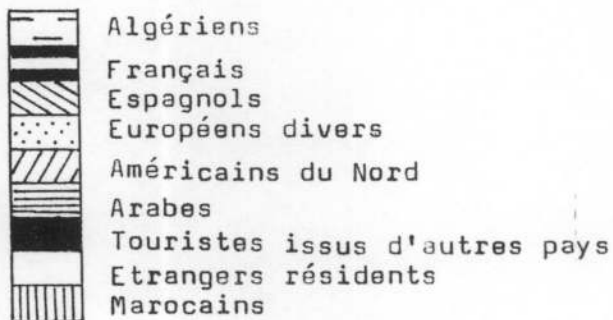 Algériens
Français
Espagnols
Européens divers
Américains du Nord
Arabes
Touristes issus d'autres pays
Etrangers résidents
Marocains